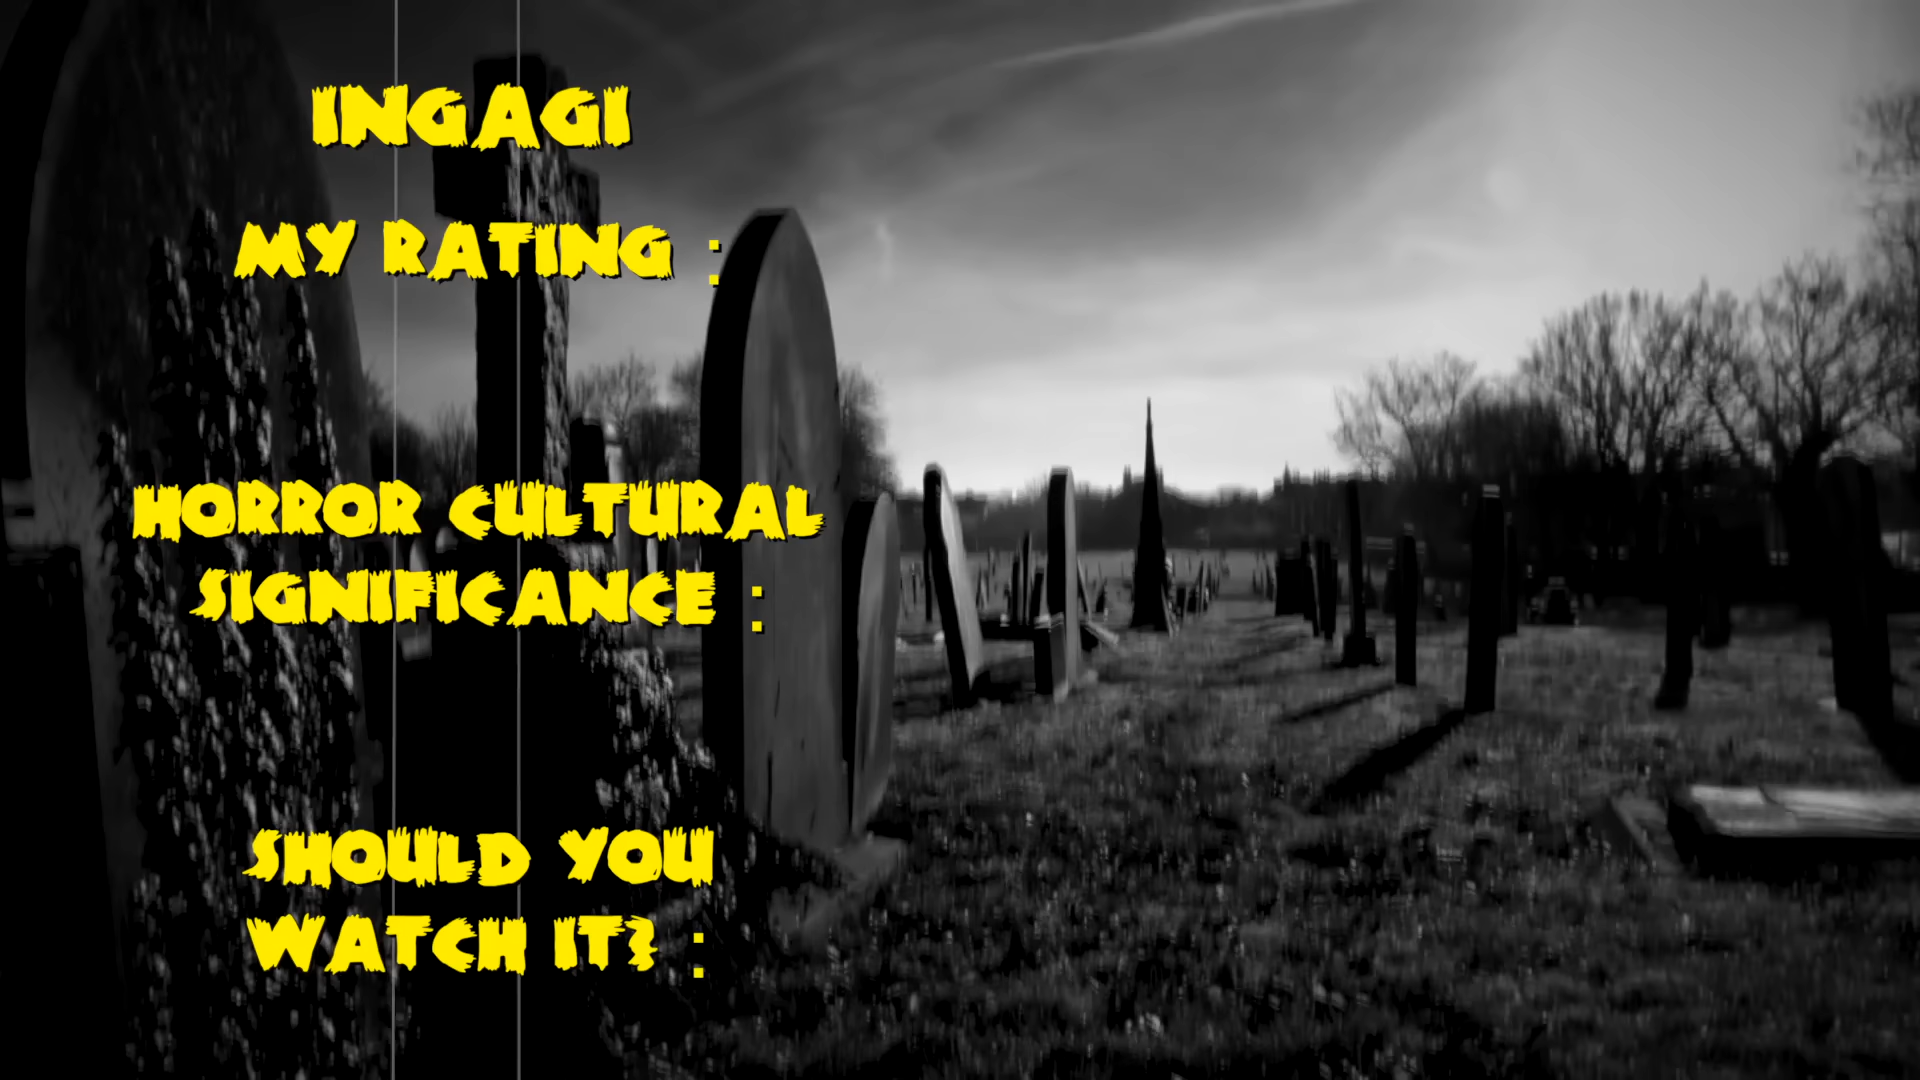 INGAGI
MY RATING :
HORROR CULTURAL
SIGNIFICANCE :
SHOULD YOU
WATCH IT? :